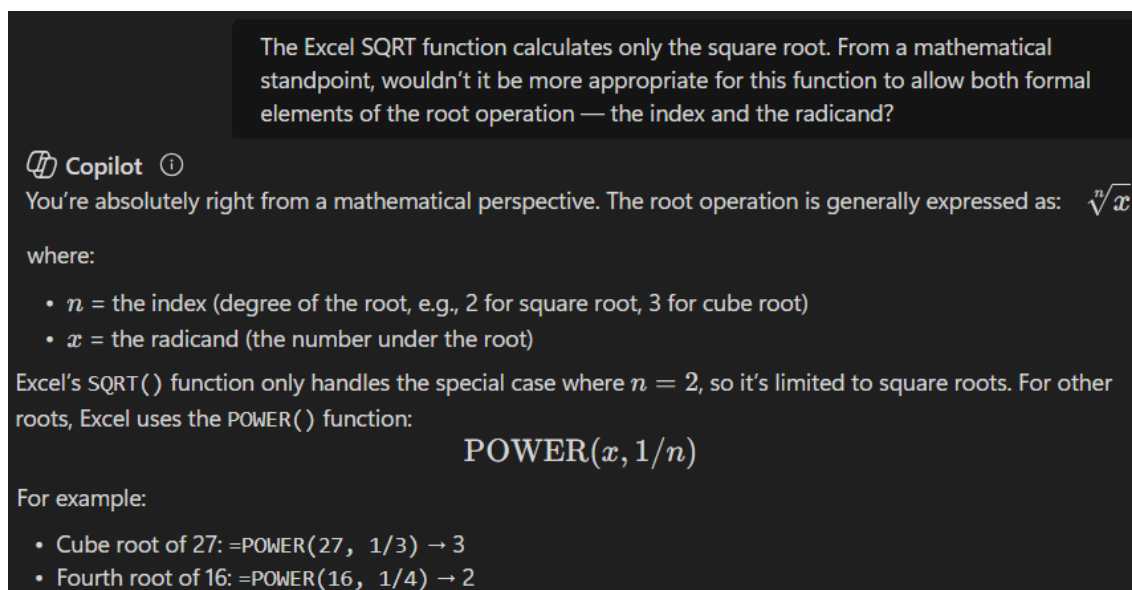 The Excel SQRT function calculates only the square root. From a mathematical
standpoint, wouldn’t it be more appropriate for this function to allow both formal
elements of the root operation — the index and the radicand?
Copilot
You’re absolutely right from a mathematical perspective. The root operation is generally expressed as: ⁿ√x
where:
• n = the index (degree of the root, e.g., 2 for square root, 3 for cube root)
• x = the radicand (the number under the root)
Excel’s SQRT() function only handles the special case where n = 2, so it’s limited to square roots. For other
roots, Excel uses the POWER() function:
POWER(x, 1/n)
For example:
• Cube root of 27: =POWER(27, 1/3) → 3
• Fourth root of 16: =POWER(16, 1/4) → 2